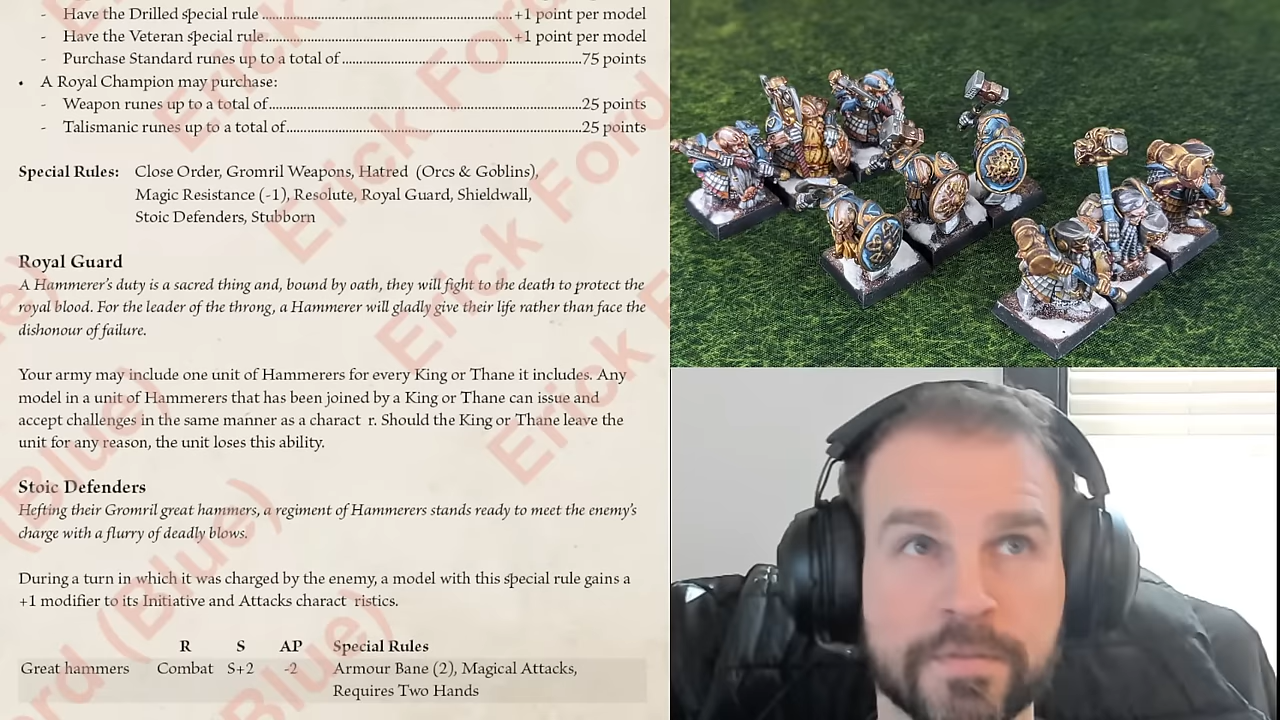 - Have the Drilled special rule ........ +1 point per model
- Have the Veteran special rule ........ +1 point per model
- Purchase Standard runes up to a total of ........ 75 points
• A Royal Champion may purchase:
- Weapon runes up to a total of ........ 25 points
- Talismanic runes up to a total of ........ 25 points
Special Rules: Close Order, Gromril Weapons, Hatred (Orcs & Goblins),
Magic Resistance (-1), Resolute, Royal Guard, Shieldwall,
Stoic Defenders, Stubborn
Royal Guard
A Hammerer's duty is a sacred thing and, bound by oath, they will fight to the death to protect the
royal blood. For the leader of the throng, a Hammerer will gladly give their life rather than face the
dishonour of failure.
Your army may include one unit of Hammerers for every King or Thane it includes. Any
model in a unit of Hammerers that has been joined by a King or Thane can issue and
accept challenges in the same manner as a charact r. Should the King or Thane leave the
unit for any reason, the unit loses this ability.
Stoic Defenders
Hefting their Gromril great hammers, a regiment of Hammerers stands ready to meet the enemy's
charge with a flurry of deadly blows.
During a turn in which it was charged by the enemy, a model with this special rule gains a
+1 modifier to its Initiative and Attacks charact ristics.
R S AP Special Rules
Great hammers Combat S+2 -2 Armour Bane (2), Magical Attacks,
Requires Two Hands
Erick Ford (Blue)